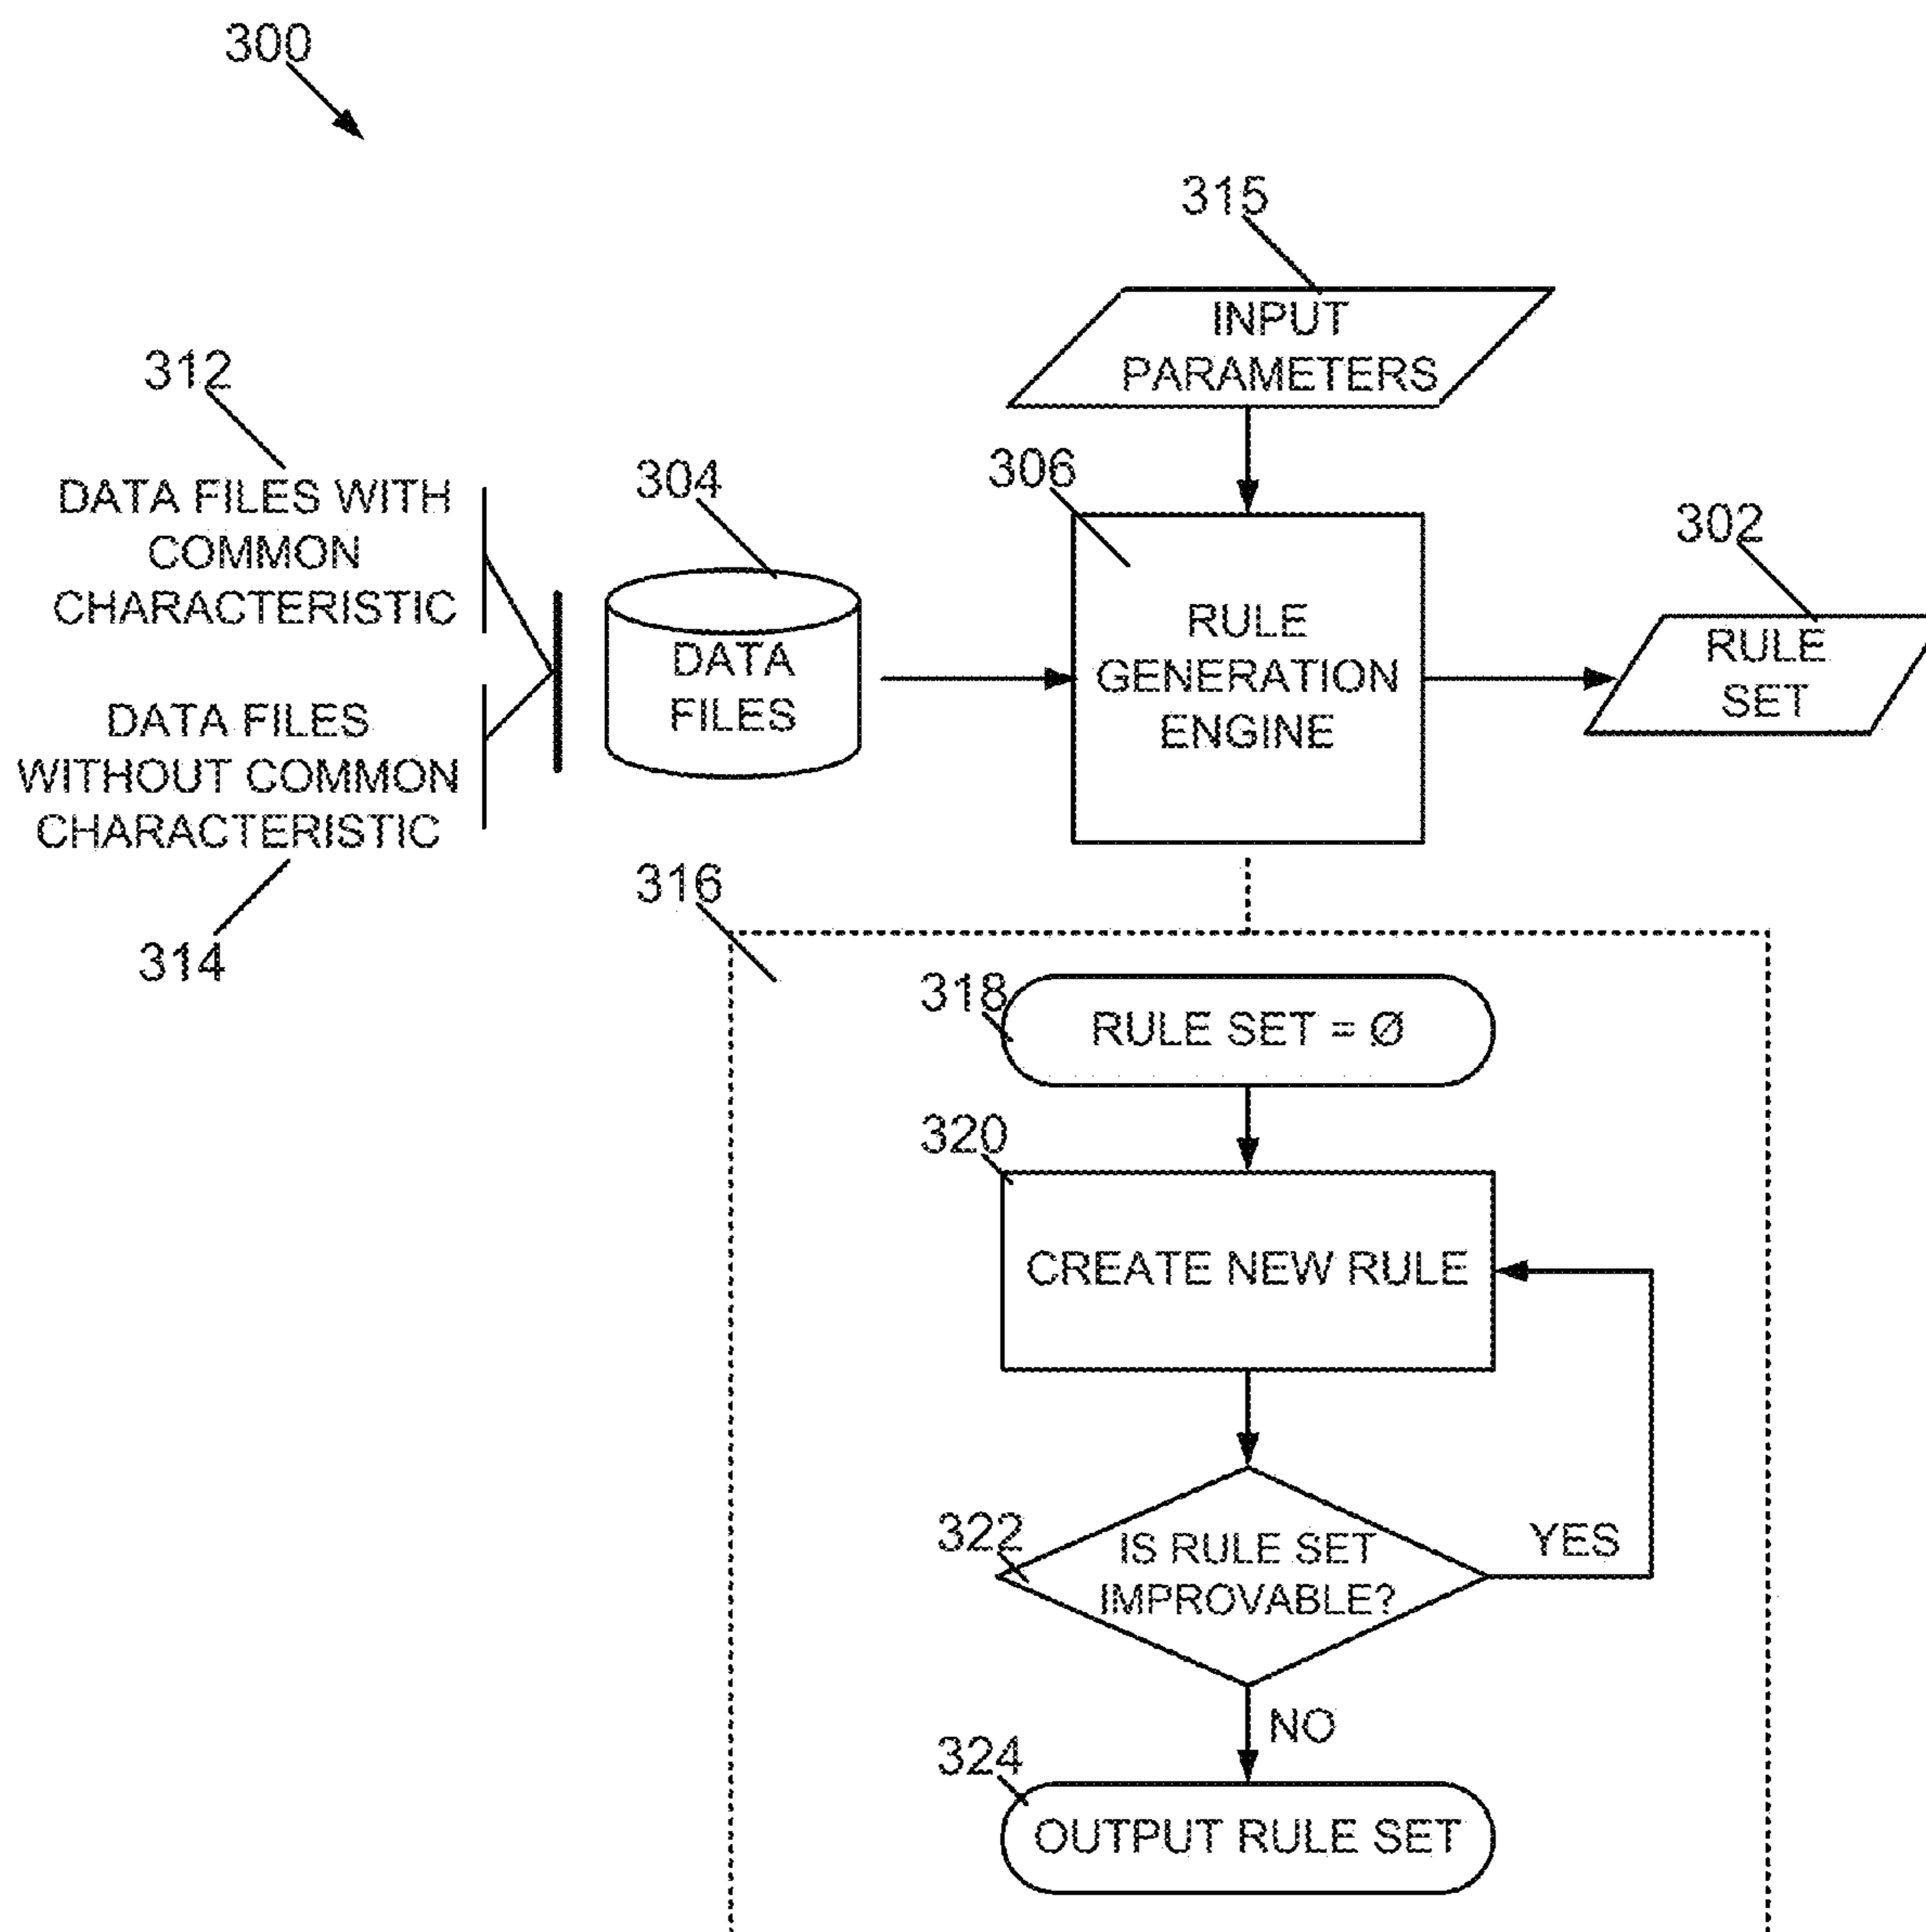 300
315
INPUT
PARAMETERS
312
DATA FILES WITH
COMMON
CHARACTERISTIC
304
DATA
FILES
306
RULE
GENERATION
ENGINE
302
RULE
SET
DATA FILES
WITHOUT COMMON
CHARACTERISTIC
314
316
318
RULE SET = Ø
320
CREATE NEW RULE
322
IS RULE SET
IMPROVABLE?
YES
NO
324
OUTPUT RULE SET